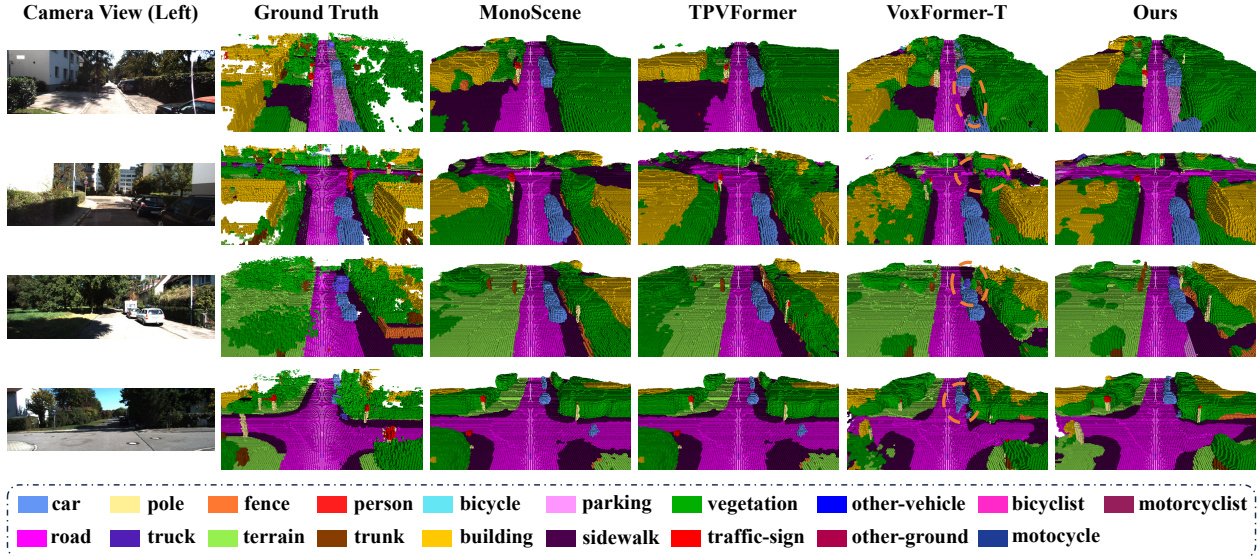 Camera View (Left) Ground Truth MonoScene TPVFormer VoxFormer-T Ours
car pole fence person bicycle parking vegetation other-vehicle bicyclist motorcyclist
road truck terrain trunk building sidewalk traffic-sign other-ground motocycle